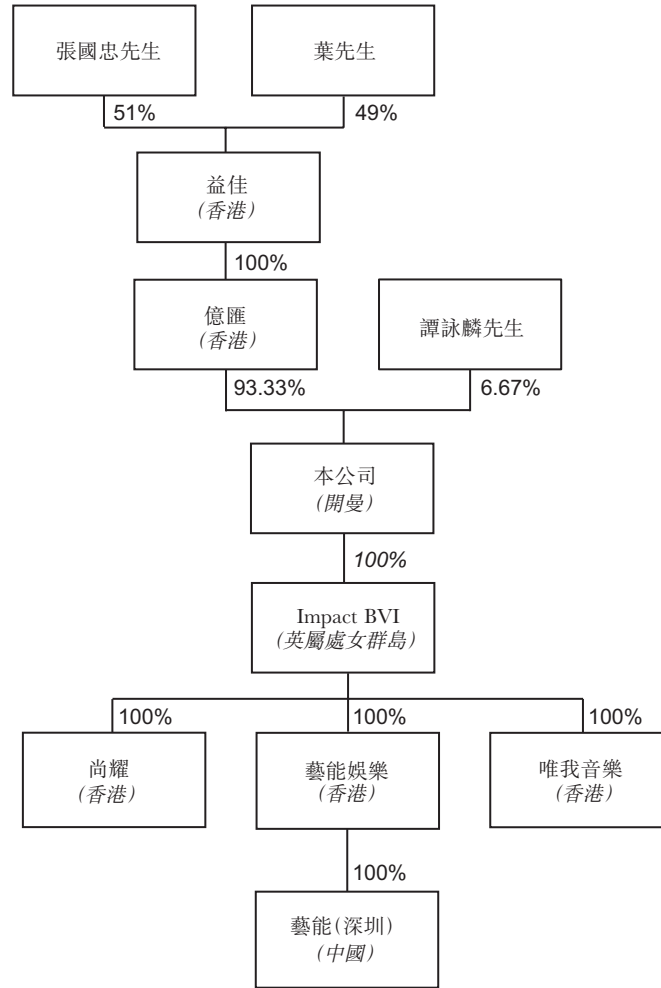 張國忠先生
葉先生
51%
49%
益佳
(香港)
100%
億匯
(香港)
譚詠麟先生
93.33%
6.67%
本公司
(開曼)
100%
Impact BVI
(英屬處女群島)
100%
100%
100%
尚耀
(香港)
藝能娛樂
(香港)
唯我音樂
(香港)
100%
藝能(深圳)
(中國)